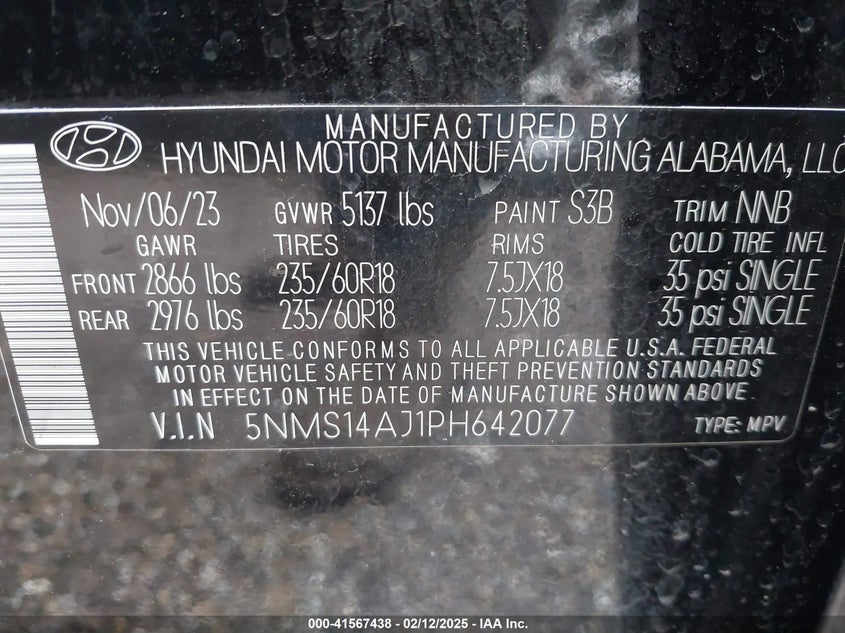 MANUFACTURED BY
HYUNDAI MOTOR MANUFACTURING ALABAMA, LLC
Nov/06/23 GVWR 5137 lbs PAINT S3B TRIM NNB
GAWR TIRES RIMS COLD TIRE INFL
FRONT 2866 lbs 235/60R18 7.5JX18 35 psi SINGLE
REAR 2976 lbs 235/60R18 7.5JX18 35 psi SINGLE
THIS VEHICLE CONFORMS TO ALL APPLICABLE U.S.A. FEDERAL
MOTOR VEHICLE SAFETY AND THEFT PREVENTION STANDARDS
IN EFFECT ON THE DATE OF MANUFACTURE SHOWN ABOVE.
V.I.N 5NMS14AJ1PH642077 TYPE: MPV
000-41567438 - 02/12/2025 - IAA Inc.